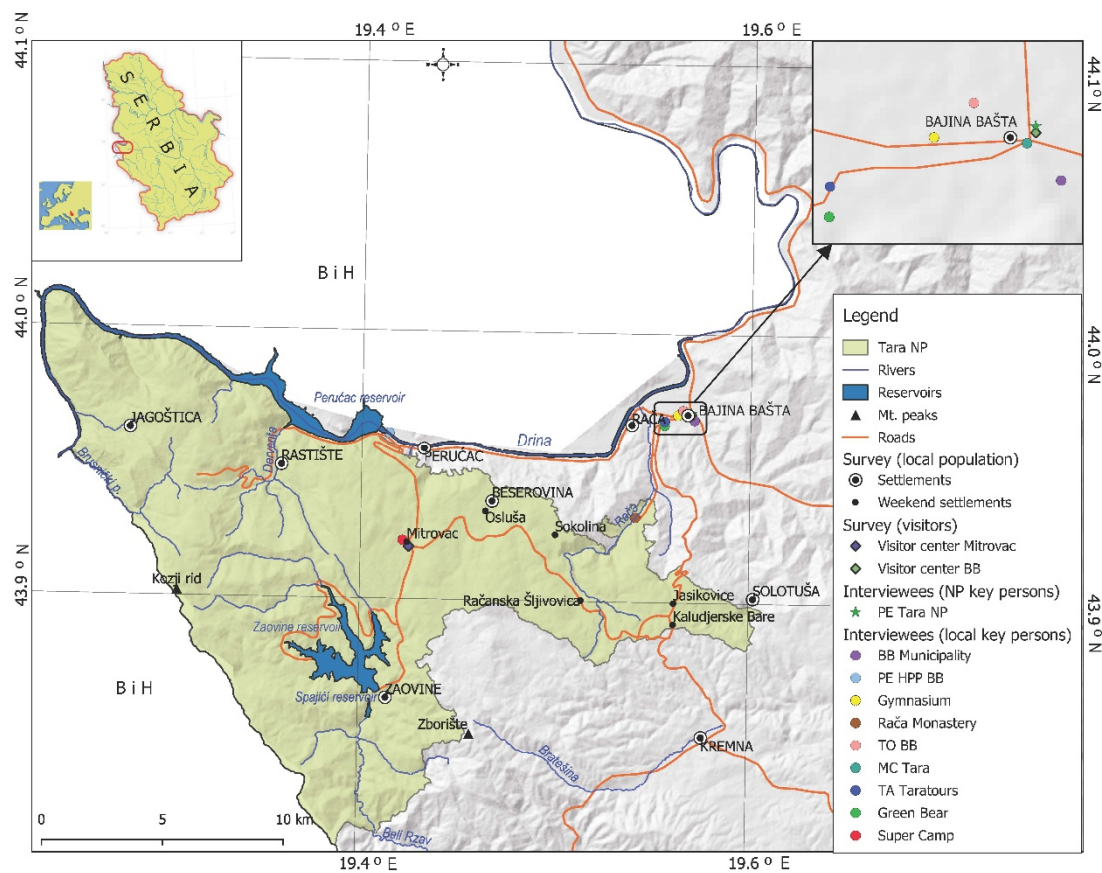 19.4 o E
19.6 o E
44.1 o N
44.1 o N
SERBIA
BAJINA BAŠTA
B i H
44.0 o N
44.0 o N
Perućac reservoir
JAGOŠTICA
RAČA
BAJINA BAŠTA
Drina
PERUĆAC
Derventa
RASTIŠTE
Brusnički p.
BESEROVINA
Osluša
Rača
Sokolina
Mitrovac
43.9 o N
43.9 o N
Kozji rid
Račanska Šljivovica
Jasikovice
SOLOTUŠA
Kaludjerske Bare
Zaovine reservoir
B i H
Spajići reservoir
ZAOVINE
Zborište
KREMNA
Bratešina
Beli Rzav
0 5 10 km
19.4 o E
19.6 o E
Legend
Tara NP
Rivers
Reservoirs
Mt. peaks
Roads
Survey (local population)
Settlements
Weekend settlements
Survey (visitors)
Visitor center Mitrovac
Visitor center BB
Interviewees (NP key persons)
PE Tara NP
Interviewees (local key persons)
BB Municipality
PE HPP BB
Gymnasium
Rača Monastery
TO BB
MC Tara
TA Taratours
Green Bear
Super Camp